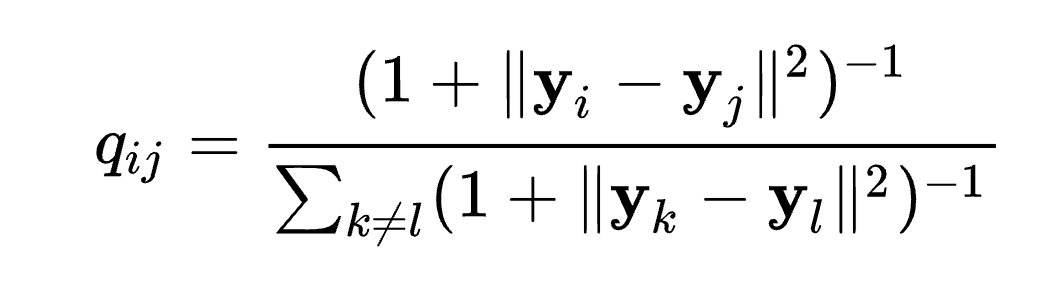 q_{ij} = \frac{(1 + \|\mathbf{y}_i - \mathbf{y}_j\|^2)^{-1}}{\sum_{k \neq l} (1 + \|\mathbf{y}_k - \mathbf{y}_l\|^2)^{-1}}